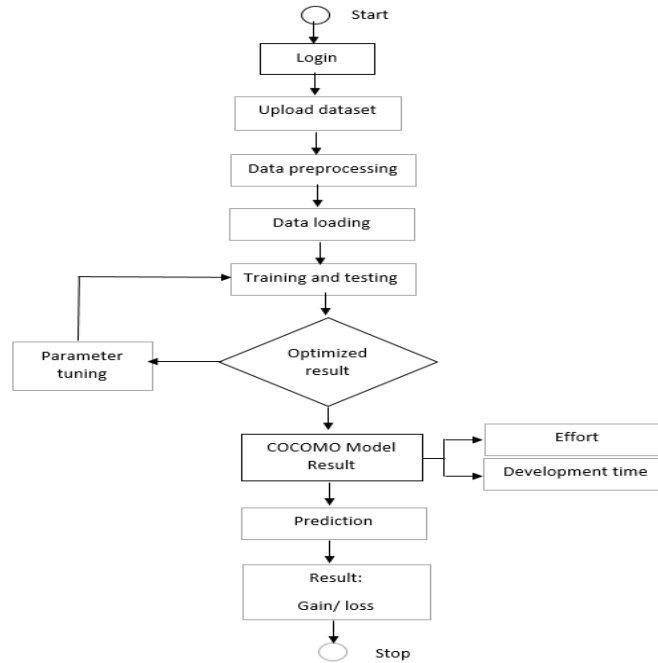 Start
Login
Upload dataset
Data preprocessing
Data loading
Training and testing
Parameter
tuning
Optimized
result
COCOMO Model
Result
Effort
Development time
Prediction
Result:
Gain/ loss
Stop